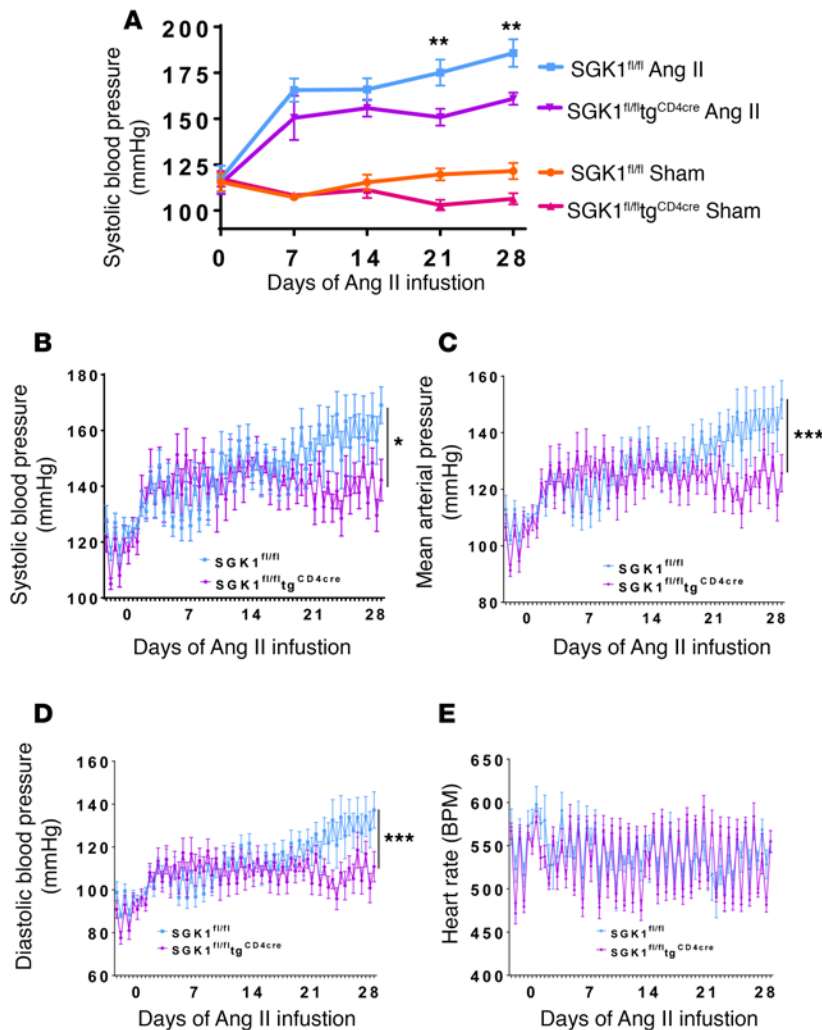 A
Systolic blood pressure
(mmHg)
200
175
150
125
100
0 7 14 21 28
Days of Ang II infustion
** **
SGK1fl/fl Ang II
SGK1fl/fltgCD4cre Ang II
SGK1fl/fl Sham
SGK1fl/fltgCD4cre Sham
B
Systolic blood pressure
(mmHg)
180
160
140
120
100
0 7 14 21 28
Days of Ang II infustion
SGK1fl/fl
SGK1fl/fltgCD4cre
*
C
Mean arterial pressure
(mmHg)
160
140
120
100
80
0 7 14 21 28
Days of Ang II infustion
SGK1fl/fl
SGK1fl/fltgCD4cre
***
D
Diastolic blood pressure
(mmHg)
160
140
120
100
80
60
0 7 14 21 28
Days of Ang II infustion
SGK1fl/fl
SGK1fl/fltgCD4cre
***
E
Heart rate (BPM)
650
600
550
500
450
400
0 7 14 21 28
Days of Ang II infustion
SGK1fl/fl
SGK1fl/fltgCD4cre